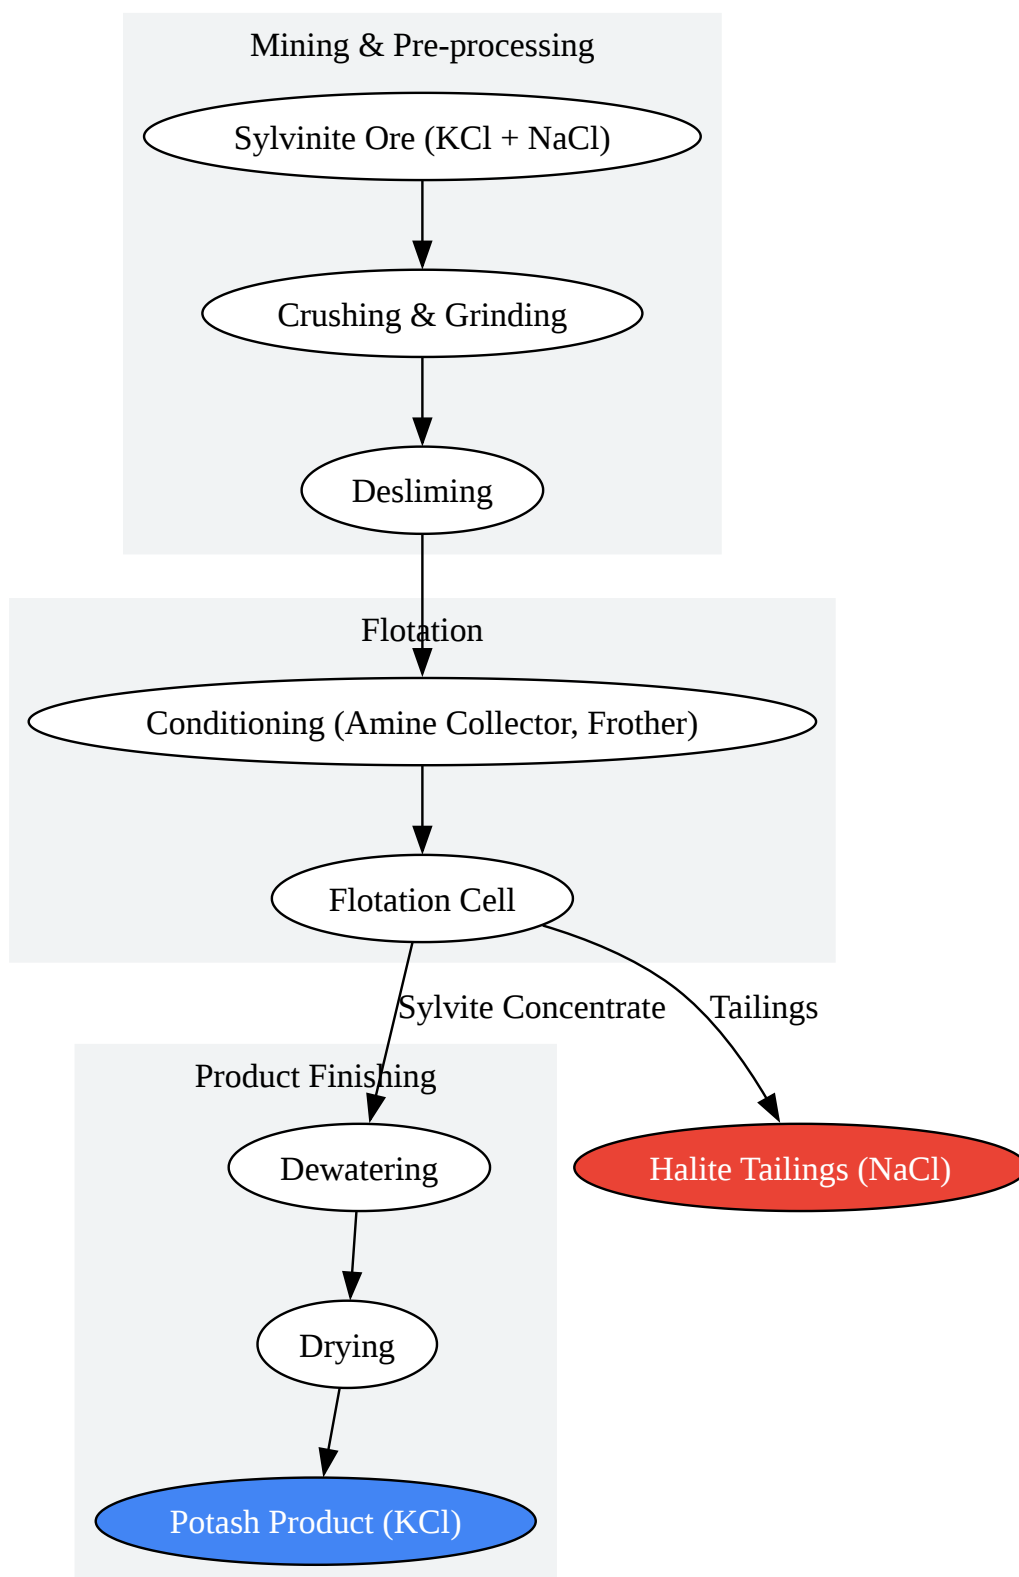 Mining & Pre-processing
Sylvinite Ore (KCl + NaCl)
Crushing & Grinding
Desliming
Flotation
Conditioning (Amine Collector, Frother)
Flotation Cell
Sylvite Concentrate
Tailings
Product Finishing
Dewatering
Halite Tailings (NaCl)
Drying
Potash Product (KCl)